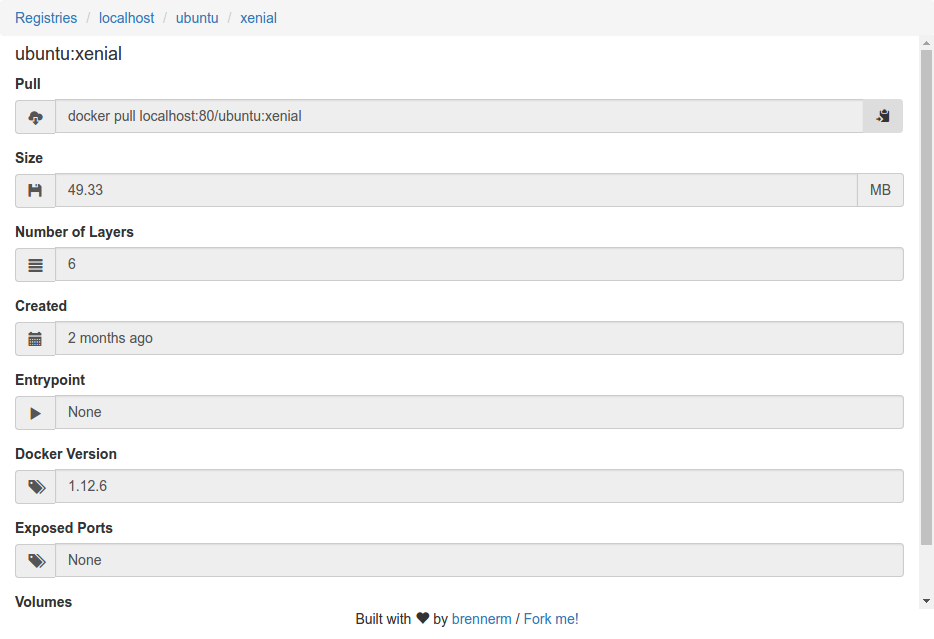 Registries / localhost / ubuntu / xenial
ubuntu:xenial
Pull
docker pull localhost:80/ubuntu:xenial
Size
49.33 MB
Number of Layers
6
Created
2 months ago
Entrypoint
None
Docker Version
1.12.6
Exposed Ports
None
Volumes
Built with ♥ by brennerm / Fork me!